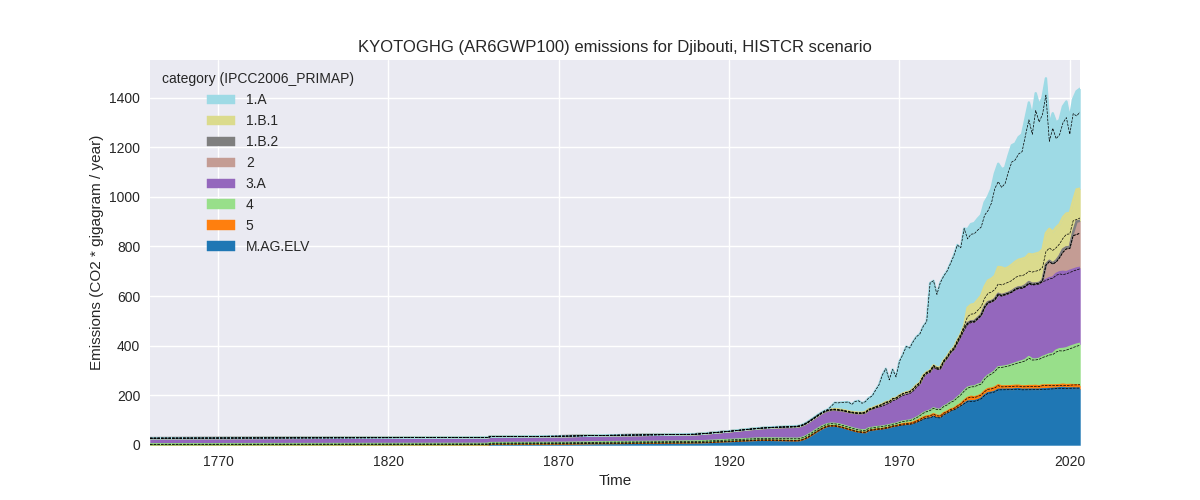 KYOTOGHG (AR6GWP100) emissions for Djibouti, HISTCR scenario
category (IPCC2006_PRIMAP)
1.A
1.B.1
1.B.2
2
3.A
4
5
M.AG.ELV
Emissions (CO2 * gigagram / year)
1400
1200
1000
800
600
400
200
0
1770
1820
1870
1920
1970
2020
Time